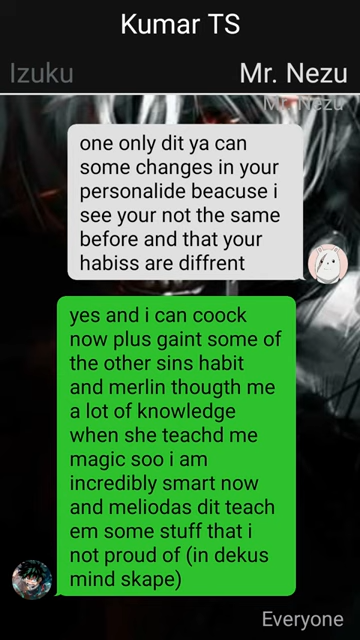 Kumar TS
Izuku Mr. Nezu
Mr. Nezu
one only dit ya can
some changes in your
personalide beacuse i
see your not the same
before and that your
habiss are diffrent
yes and i can coock
now plus gaint some of
the other sins habit
and merlin thougth me
a lot of knowledge
when she teachd me
magic soo i am
incredibly smart now
and meliodas dit teach
em some stuff that i
not proud of (in dekus
mind skape)
Everyone